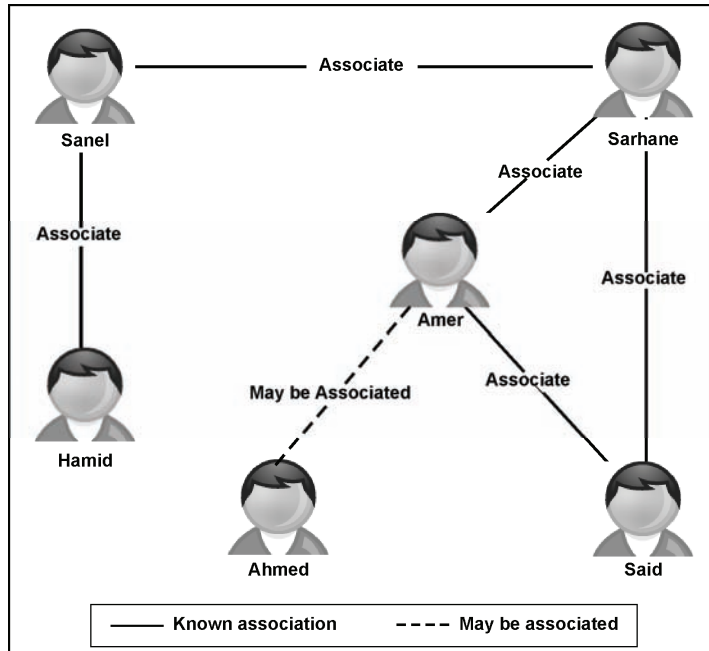 Associate
Sanel
Sarhane
Associate
Associate
Associate
Amer
Associate
May be Associated
Hamid
Ahmed
Said
Known association
May be associated